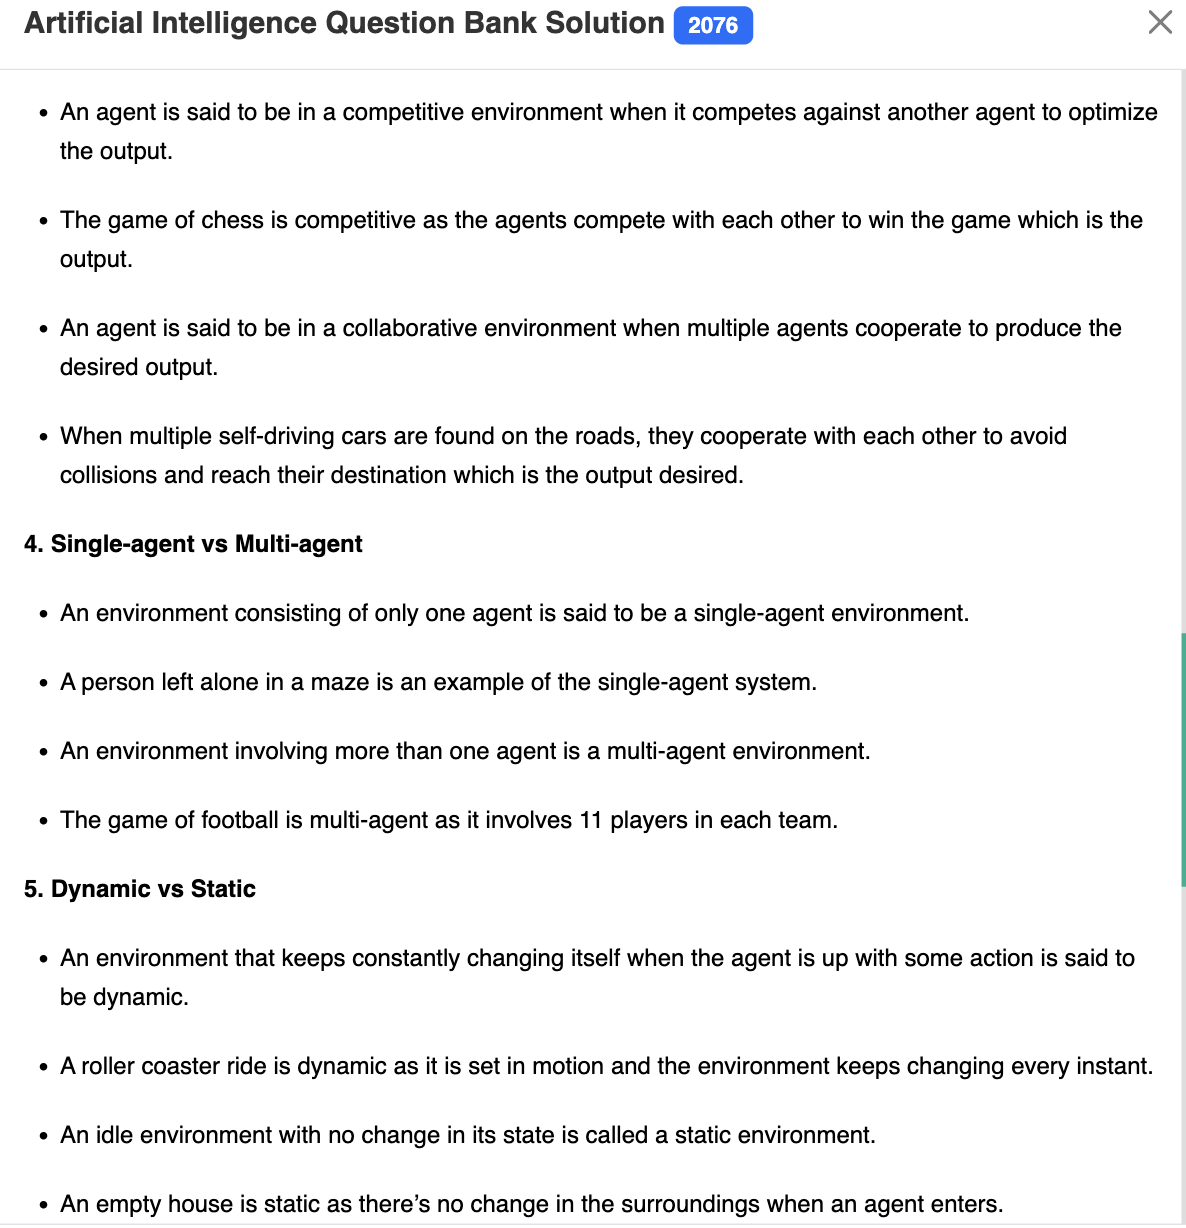 Artificial Intelligence Question Bank Solution 2076
• An agent is said to be in a competitive environment when it competes against another agent to optimize
the output.
• The game of chess is competitive as the agents compete with each other to win the game which is the
output.
• An agent is said to be in a collaborative environment when multiple agents cooperate to produce the
desired output.
• When multiple self-driving cars are found on the roads, they cooperate with each other to avoid
collisions and reach their destination which is the output desired.
4. Single-agent vs Multi-agent
• An environment consisting of only one agent is said to be a single-agent environment.
• A person left alone in a maze is an example of the single-agent system.
• An environment involving more than one agent is a multi-agent environment.
• The game of football is multi-agent as it involves 11 players in each team.
5. Dynamic vs Static
• An environment that keeps constantly changing itself when the agent is up with some action is said to
be dynamic.
• A roller coaster ride is dynamic as it is set in motion and the environment keeps changing every instant.
• An idle environment with no change in its state is called a static environment.
• An empty house is static as there’s no change in the surroundings when an agent enters.